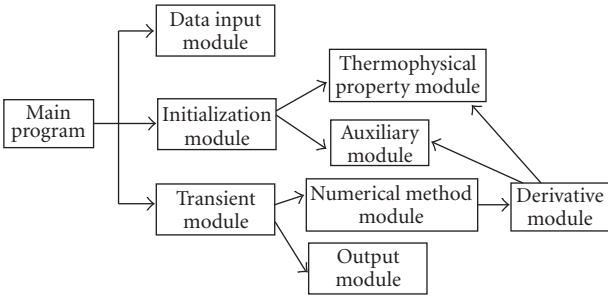 Data input
module
Thermophysical
property module
Main
program
Initialization
module
Auxiliary
module
Transient
module
Numerical method
module
Derivative
module
Output
module